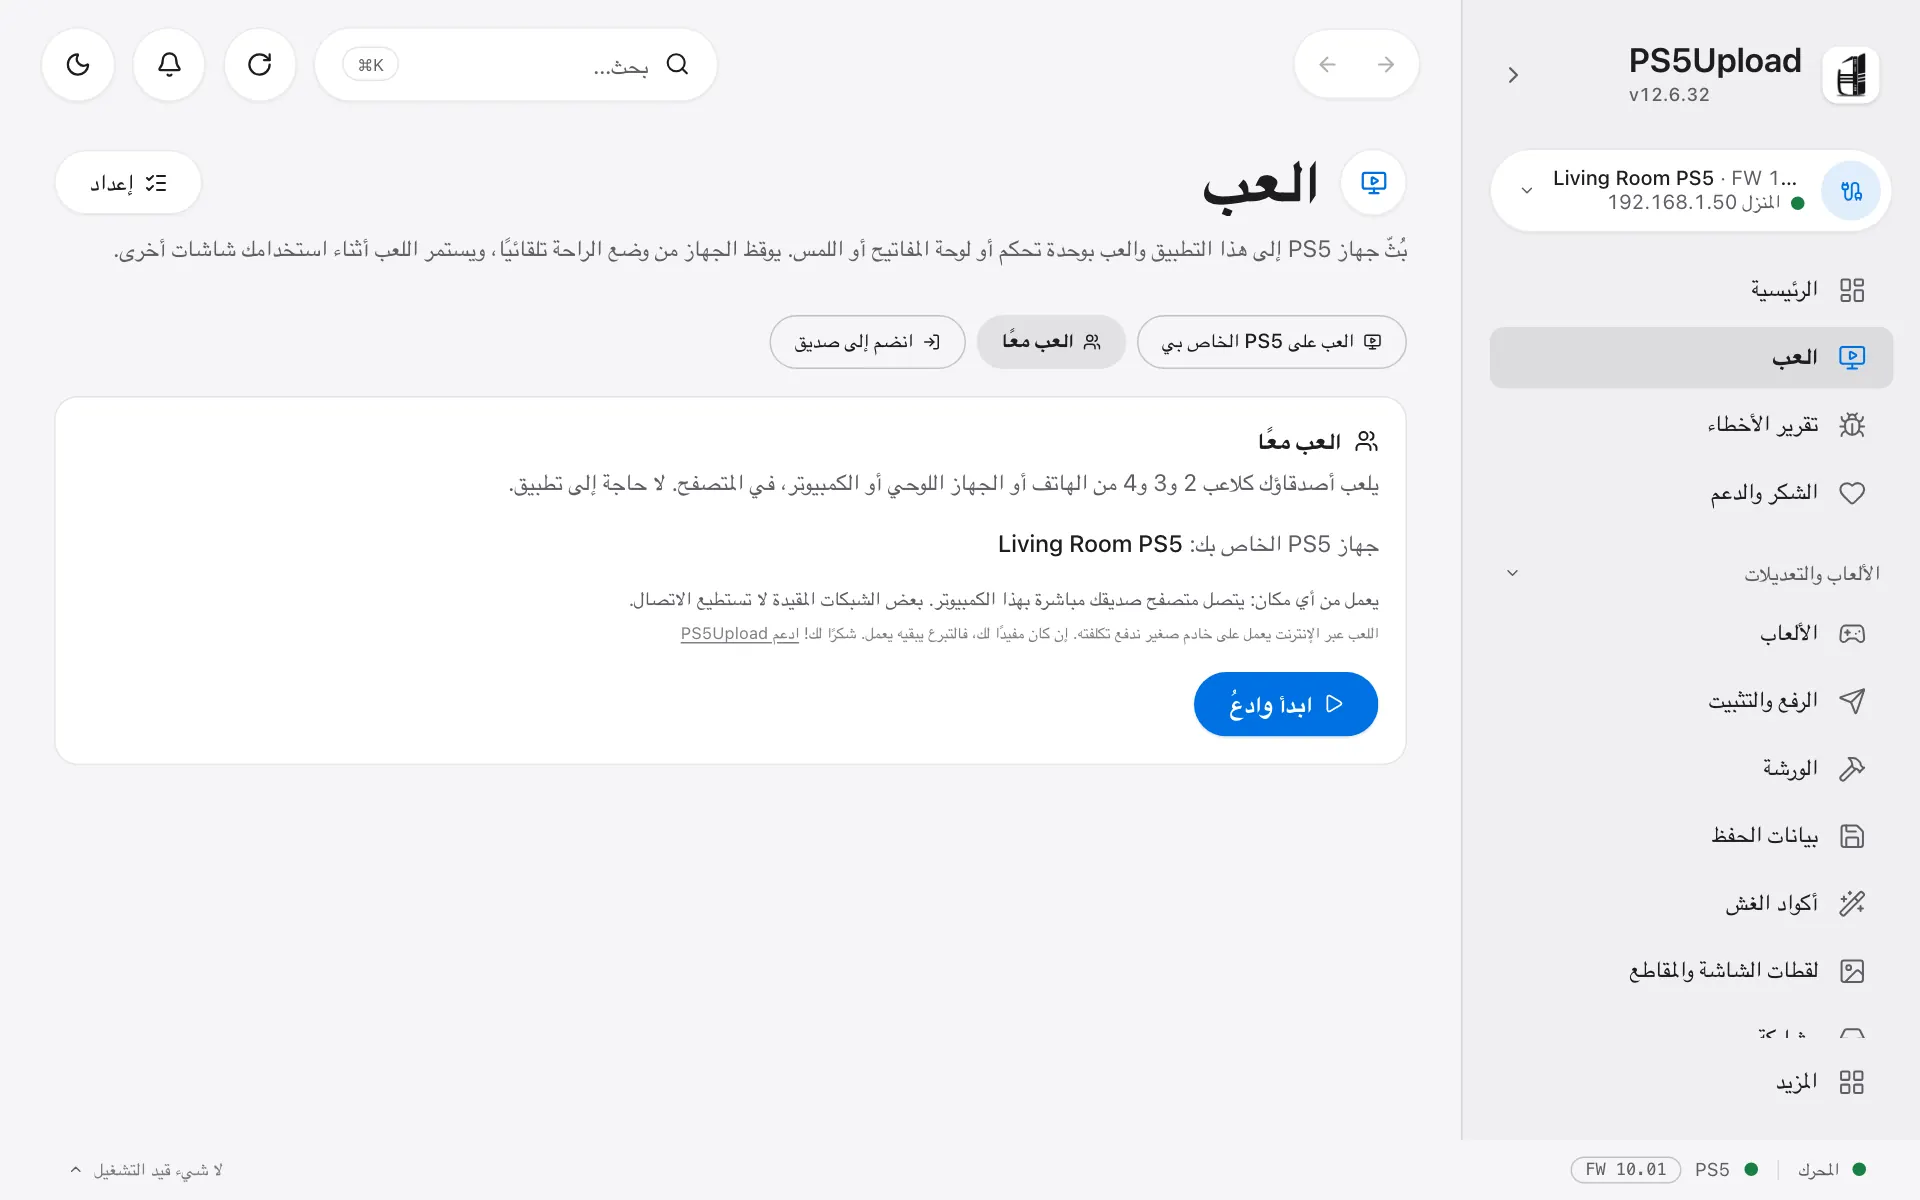 PS5Upload
v12.6.32
Living Room PS5 · FW 1...
المنزل 192.168.1.50
الرئيسية
العب
تقرير الأخطاء
الشكر والدعم
الألعاب والتعديلات
الألعاب
الرفع والتثبيت
الورشة
بيانات الحفظ
أكواد الغش
لقطات الشاشة والمقاطع
المزيد
بحث...
⌘K
العب
إعداد
بُثّ جهاز PS5 إلى هذا التطبيق والعب بوحدة تحكم أو لوحة المفاتيح أو اللمس. يوقظ الجهاز من وضع الراحة تلقائيًا، ويستمر اللعب أثناء استخدامك شاشات أخرى.
العب على PS5 الخاص بي
العب معًا
انضم إلى صديق
العب معًا
يلعب أصدقاؤك كلاعب 2 و3 و4 من الهاتف أو الجهاز اللوحي أو الكمبيوتر، في المتصفح. لا حاجة إلى تطبيق.
جهاز PS5 الخاص بك: Living Room PS5
يعمل من أي مكان: يتصل متصفح صديقك مباشرة بهذا الكمبيوتر. بعض الشبكات المقيدة لا تستطيع الاتصال.
اللعب عبر الإنترنت يعمل على خادم صغير ندفع تكلفته. إن كان مفيدًا لك، فالتبرع يبقيه يعمل. شكرًا لك! ادعم PS5Upload
ابدأ وادعُ
المحرك
PS5
FW 10.01
لا شيء قيد التشغيل